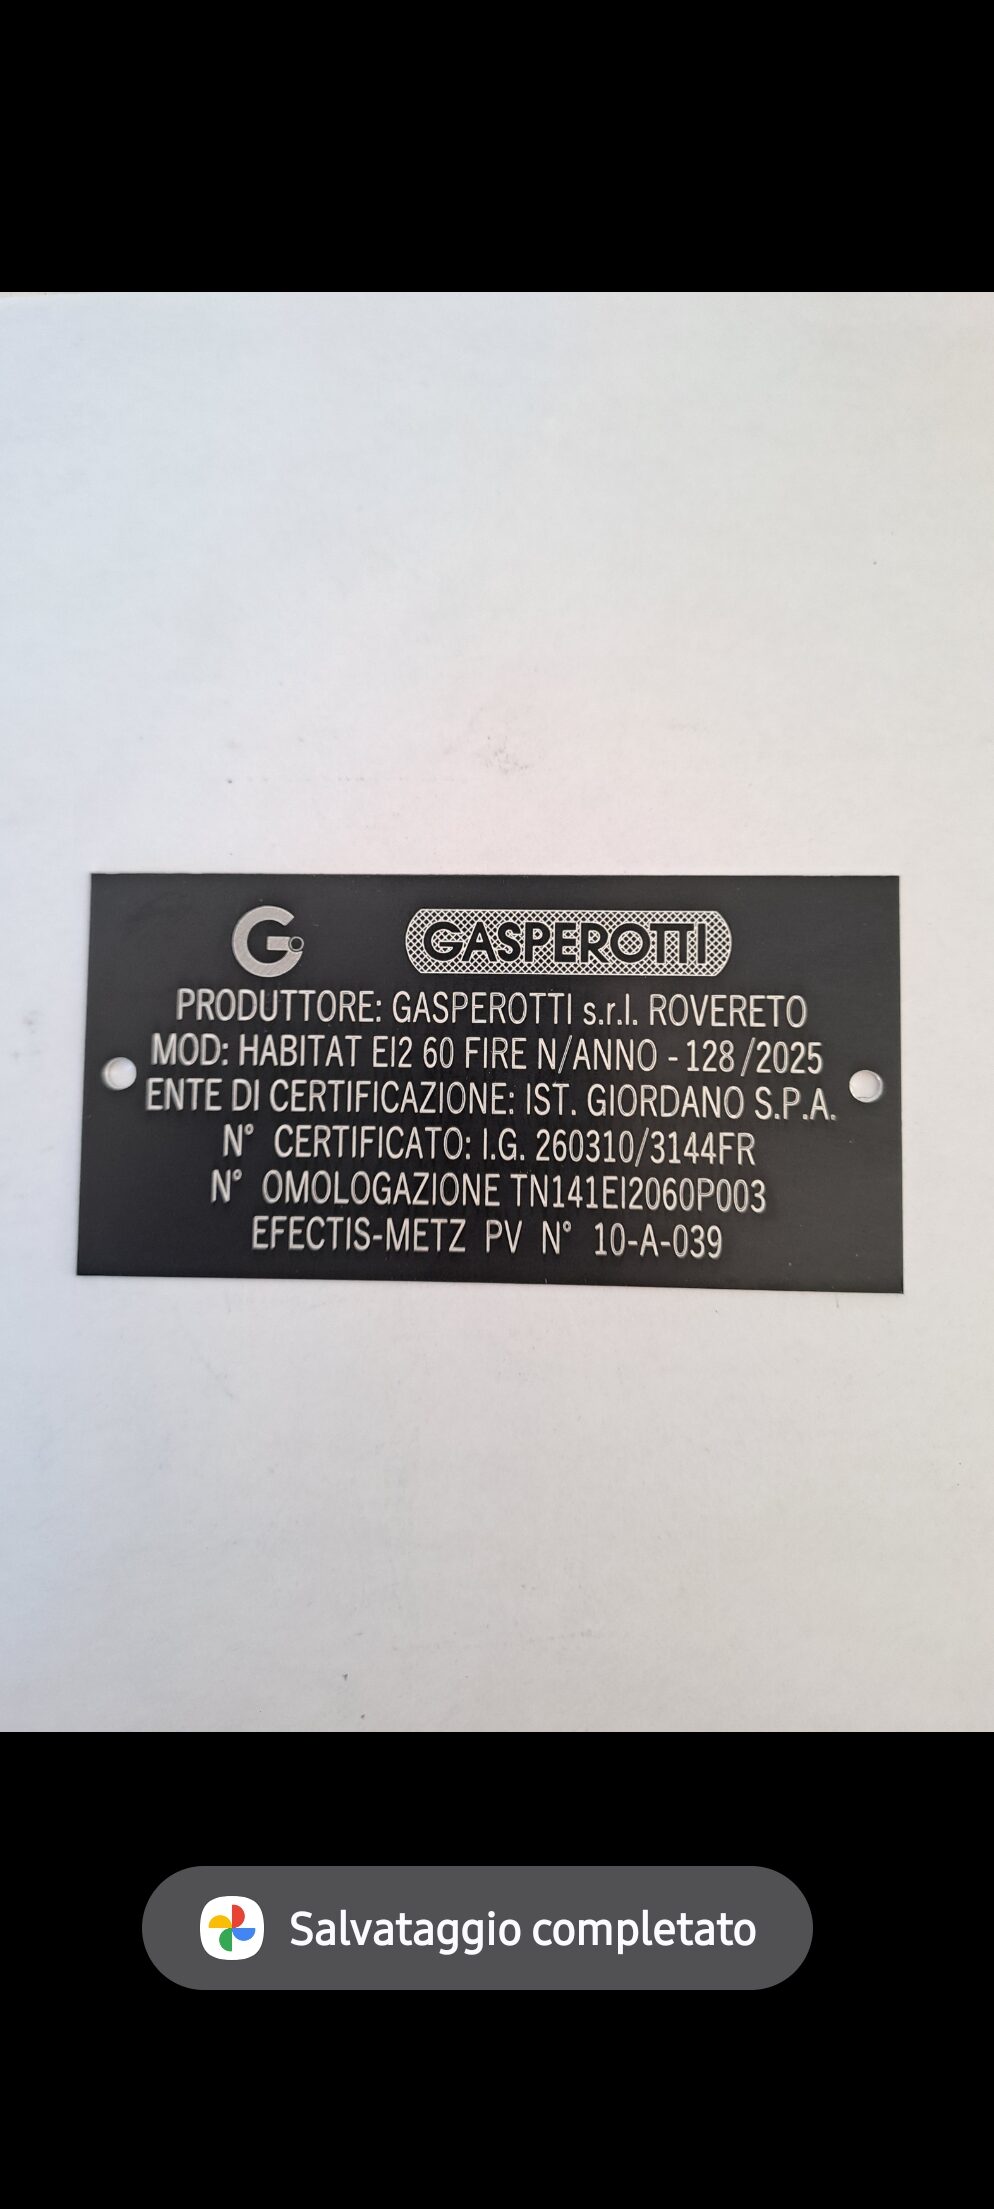 G
GASPEROTTI
PRODUTTORE: GASPEROTTI s.r.l. ROVERETO
MOD: HABITAT EI2 60 FIRE N/ANNO - 128/2025
ENTE DI CERTIFICAZIONE: IST. GIORDANO S.P.A.
N° CERTIFICATO: I.G. 260310/3144FR
N° OMOLOGAZIONE TN141EI2060P003
EFECTIS-METZ PV N° 10-A-039
Salvataggio completato